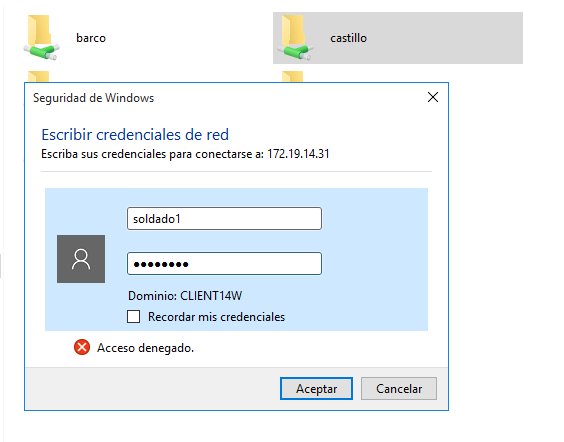 barco
castillo
Seguridad de Windows
Escribir credenciales de red
Escriba sus credenciales para conectarse a: 172.19.14.31
soldado1
●●●●●●●●
Dominio: CLIENT14W
Recordar mis credenciales
Acceso denegado.
Aceptar
Cancelar